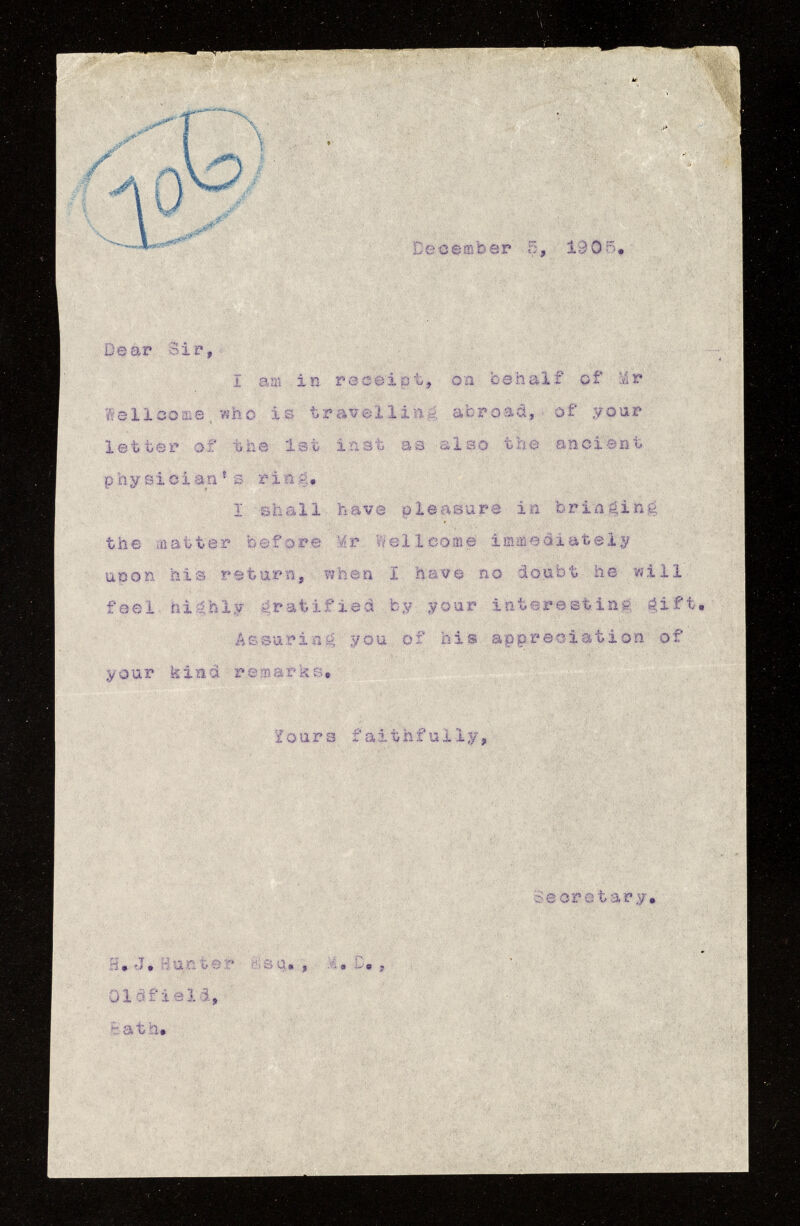 706
December 5, 1905.
Dear Sir,
I am in receipt, on behalf of Mr
Wellcome who is travelling abroad, of your
letter of the 1st inst as also the ancient
physician's ring.
I shall have pleasure in bringing
the matter before Mr Wellcome immediately
upon his return, when I have no doubt he will
feel highly gratified by your interesting gift.
Assuring you of his appreciation of
your kind remarks.
Yours faithfully,
Secretary.
H.J.Hunter Esq., M.D.,
Oldfield,
Bath.